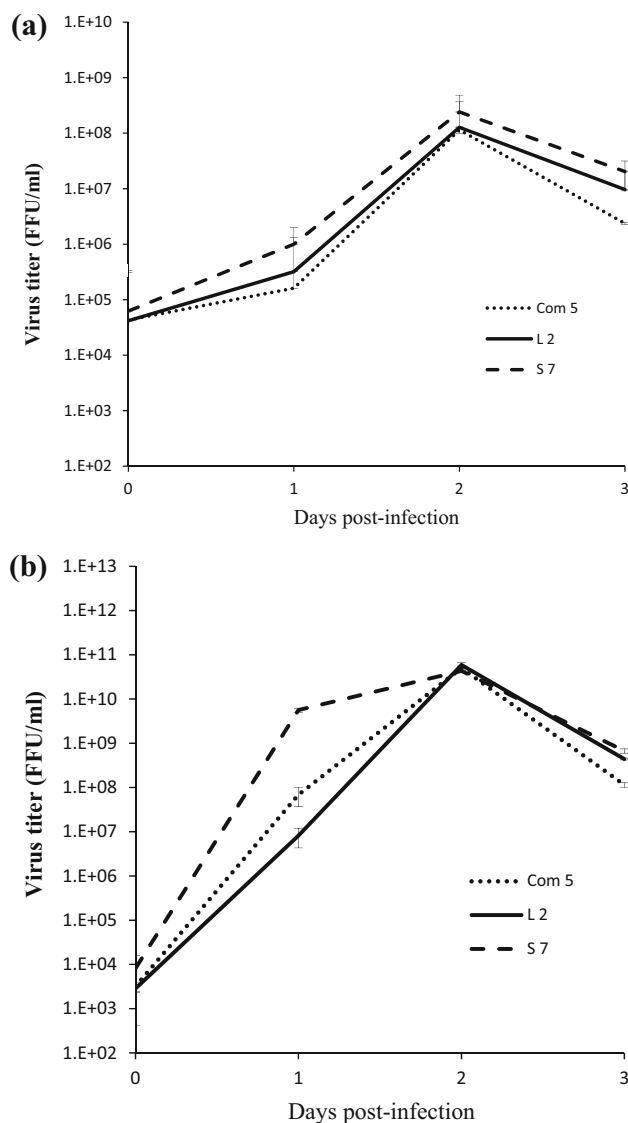 (a)
1.E+10
1.E+09
1.E+08
1.E+07
1.E+06
1.E+05
1.E+04
1.E+03
1.E+02
Virus titer (FFU/ml)
Com 5
L 2
S 7
0 1 2 3
Days post-infection
(b)
1.E+13
1.E+12
1.E+11
1.E+10
1.E+09
1.E+08
1.E+07
1.E+06
1.E+05
1.E+04
1.E+03
1.E+02
Virus titer (FFU/ml)
Com 5
L 2
S 7
0 1 2 3
Days post-infection